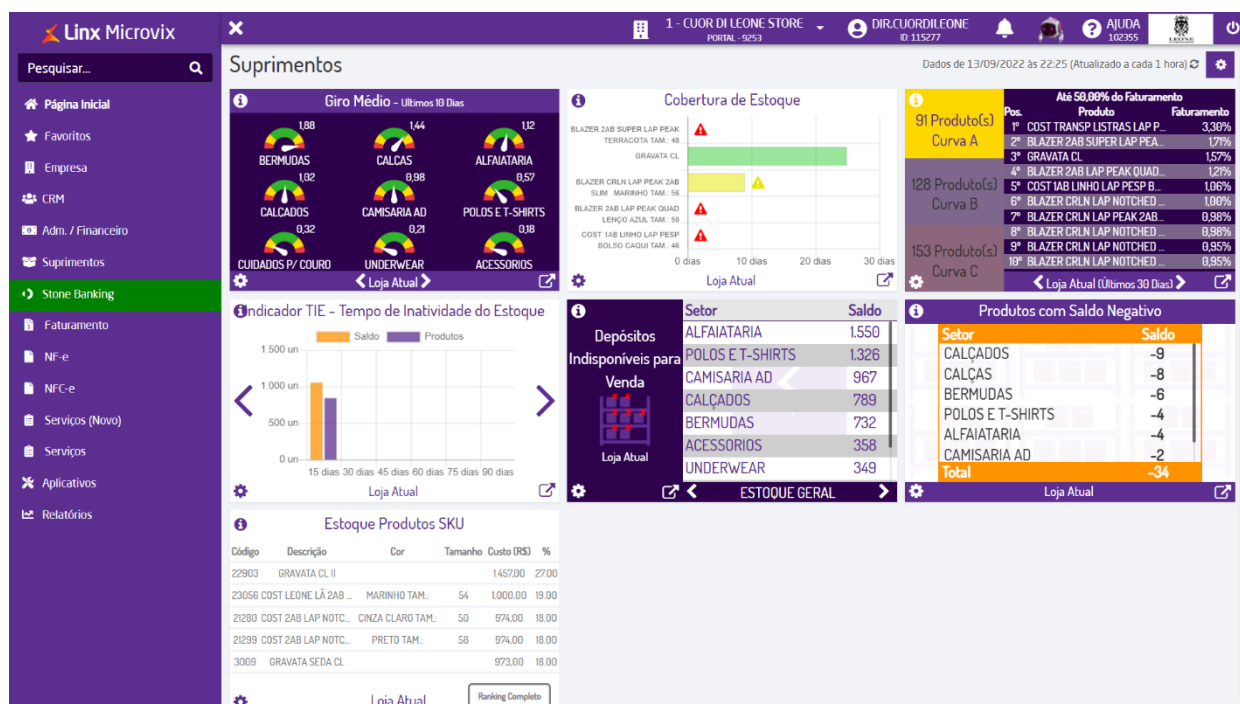 Linx Microvix
1 - CUOR DI LEONE STORE
PORTAL - 9253
DIR.CUORDILEONE
ID: 115277
AJUDA
102355
LEONE
Pesquisar...
Página Inicial
Favoritos
Empresa
CRM
Adm. / Financeiro
Suprimentos
Stone Banking
Faturamento
NF-e
NFC-e
Serviços (Novo)
Serviços
Aplicativos
Relatórios
Suprimentos
Dados de 13/09/2022 às 22:25 (Atualizado a cada 1 hora)
Giro Médio - Ultimos 10 Dias
1,88 1,44 1,12
BERMUDAS CALCAS ALFAIATARIA
1,02 0,98 0,57
CALCADOS CAMISARIA AD POLOS E T-SHIRTS
0,32 0,21 0,18
CUIDADOS P/ COURO UNDERWEAR ACESSORIOS
Loja Atual
Cobertura de Estoque
BLAZER 2AB SUPER LAP PEAK
TERRACOTA TAM.: 48
GRAVATA CL
BLAZER CRLN LAP PEAK 2AB
SLIM MARINHO TAM.: 56
BLAZER 2AB LAP PEAK QUAD
LENÇO AZUL TAM.: 50
COST 1AB LINHO LAP PESP
BOLSO CAQUI TAM.: 46
0 dias 10 dias 20 dias 30 dias
Loja Atual
91 Produto(s)
Curva A
128 Produto(s)
Curva B
153 Produto(s)
Curva C
Até 50,00% do Faturamento
Pos. Produto Faturamento
1º COST TRANSP LISTRAS LAP P... 3,30%
2º BLAZER 2AB SUPER LAP PEA... 1,71%
3º GRAVATA CL 1,57%
4º BLAZER 2AB LAP PEAK QUAD... 1,21%
5º COST 1AB LINHO LAP PESP B... 1,06%
6º BLAZER CRLN LAP NOTCHED ... 1,00%
7º BLAZER CRLN LAP PEAK 2AB... 0,98%
8º BLAZER CRLN LAP NOTCHED ... 0,98%
9º BLAZER CRLN LAP NOTCHED ... 0,95%
10º BLAZER CRLN LAP NOTCHED ... 0,95%
Loja Atual (Últimos 30 Dias)
Indicador TIE - Tempo de Inatividade do Estoque
Saldo Produtos
1.500 un
1.000 un
500 un
0 un
15 dias 30 dias 45 dias 60 dias 75 dias 90 dias
Loja Atual
Depósitos
Indisponíveis para
Venda
Loja Atual
Setor Saldo
ALFAIATARIA 1.550
POLOS E T-SHIRTS 1.326
CAMISARIA AD 967
CALÇADOS 789
BERMUDAS 732
ACESSORIOS 358
UNDERWEAR 349
ESTOQUE GERAL
Produtos com Saldo Negativo
Setor Saldo
CALÇADOS -9
CALÇAS -8
BERMUDAS -6
POLOS E T-SHIRTS -4
ALFAIATARIA -4
CAMISARIA AD -2
Total -34
Loja Atual
Estoque Produtos SKU
Código Descrição Cor Tamanho Custo (R$) %
22903 GRAVATA CL II 1.457,00 27.00
23056 COST LEONE LÃ 2AB ... MARINHO TAM.: 54 1.000,00 19.00
21280 COST 2AB LAP NOTC... CINZA CLARO TAM.: 50 974,00 18.00
21299 COST 2AB LAP NOTC... PRETO TAM.: 58 974,00 18.00
3009 GRAVATA SEDA CL 973,00 18.00
Loja Atual
Ranking Completo